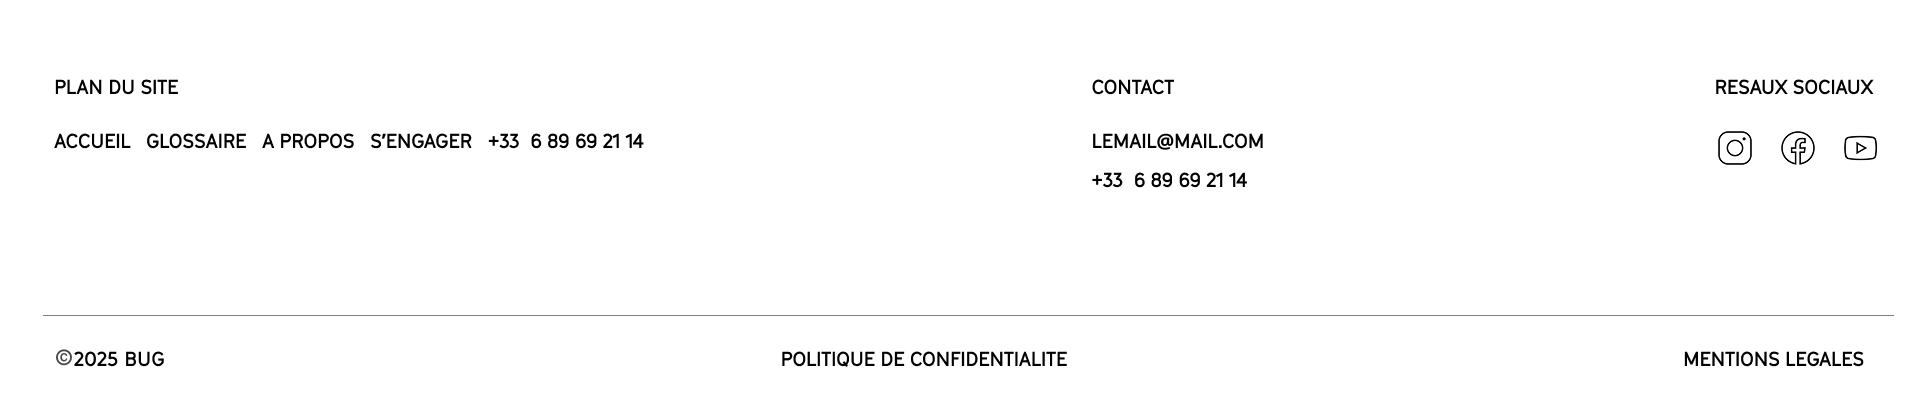 PLAN DU SITE
ACCUEIL GLOSSAIRE A PROPOS S'ENGAGER +33 6 89 69 21 14
CONTACT
LEMAIL@MAIL.COM
+33 6 89 69 21 14
RESAUX SOCIAUX
©2025 BUG
POLITIQUE DE CONFIDENTIALITE
MENTIONS LEGALES